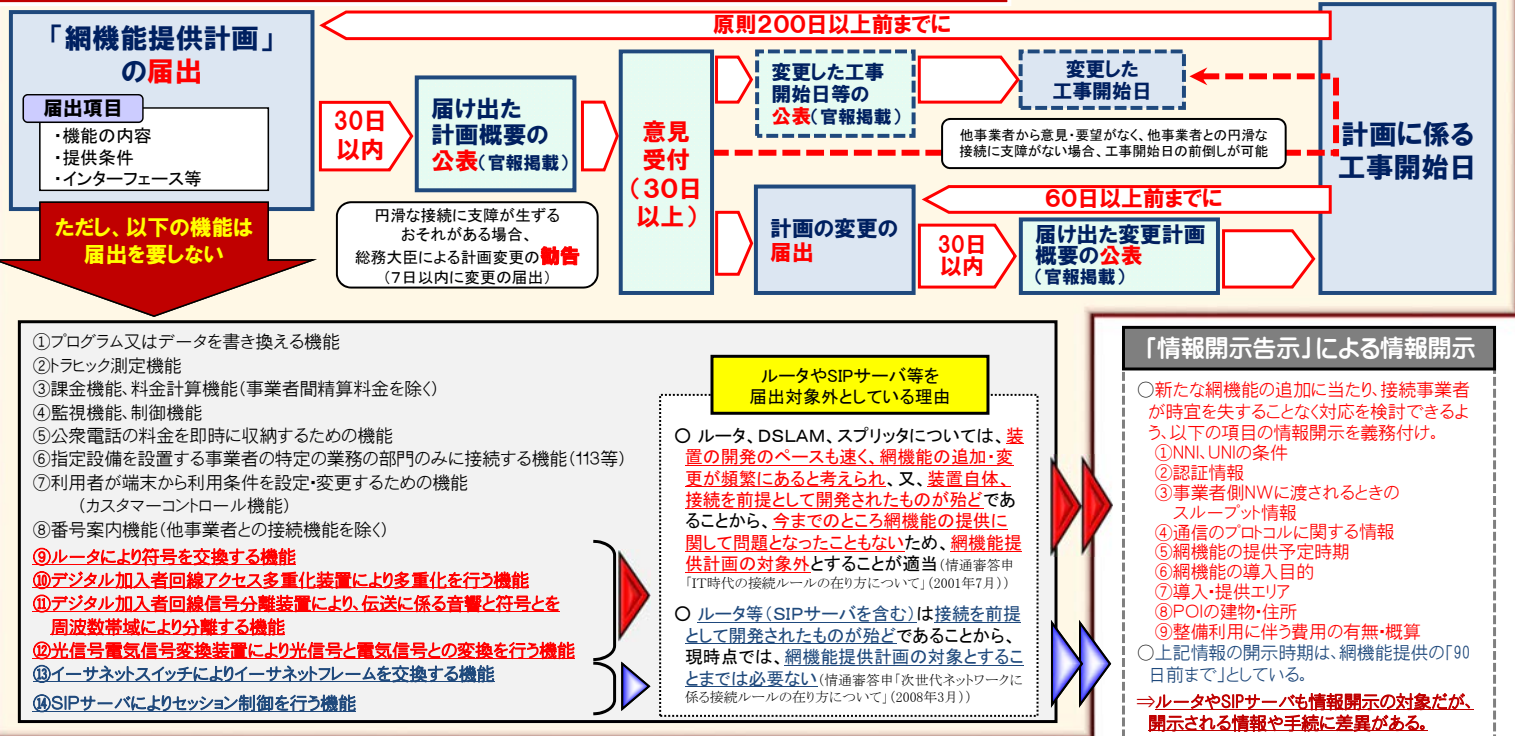 原則200日以上前までに
「網機能提供計画」
の届出
届出項目
・機能の内容
・提供条件
・インターフェース等
30日
以内
届け出た
計画概要の
公表(官報掲載)
意見
受付
(30日
以上)
変更した工事
開始日等の
公表(官報掲載)
変更した
工事開始日
他事業者から意見・要望がなく、他事業者との円滑な
接続に支障がない場合、工事開始日の前倒しが可能
計画に係る
工事開始日
60日以上前までに
計画の変更の
届出
30日
以内
届け出た変更計画
概要の公表
(官報掲載)
円滑な接続に支障が生ずる
おそれがある場合、
総務大臣による計画変更の勧告
(7日以内に変更の届出)
ただし、以下の機能は
届出を要しない
①プログラム又はデータを書き換える機能
②トラヒック測定機能
③課金機能、料金計算機能(事業者間精算料金を除く)
④監視機能、制御機能
⑤公衆電話の料金を即時に収納するための機能
⑥指定設備を設置する事業者の特定の業務の部門のみに接続する機能(113等)
⑦利用者が端末から利用条件を設定・変更するための機能
(カスタマーコントロール機能)
⑧番号案内機能(他事業者との接続機能を除く)
⑨ルータにより符号を交換する機能
⑩デジタル加入者回線アクセス多重化装置により多重化を行う機能
⑪デジタル加入者回線信号分離装置により、伝送に係る音響と符号とを
周波数帯域により分離する機能
⑫光信号電気信号変換装置により光信号と電気信号との変換を行う機能
⑬イーサネットスイッチによりイーサネットフレームを交換する機能
⑭SIPサーバによりセッション制御を行う機能
ルータやSIPサーバ等を
届出対象外としている理由
○ ルータ、DSLAM、スプリッタについては、装
置の開発のペースも速く、網機能の追加・変
更が頻繁にあると考えられ、又、装置自体、
接続を前提として開発されたものが殆どであ
ることから、今までのところ網機能の提供に
関して問題となったこともないため、網機能提
供計画の対象外とすることが適当(情通審答申
「IT時代の接続ルールの在り方について」(2001年7月))
○ ルータ等(SIPサーバを含む)は接続を前提
として開発されたものが殆どであることから、
現時点では、網機能提供計画の対象とするこ
とまでは必要ない(情通審答申「次世代ネットワークに
係る接続ルールの在り方について」(2008年3月))
「情報開示告示」による情報開示
○新たな網機能の追加に当たり、接続事業者
が時宜を失することなく対応を検討できるよ
う、以下の項目の情報開示を義務付け。
①NNI、UNIの条件
②認証情報
③事業者側NWに渡されるときの
スループット情報
④通信のプロトコルに関する情報
⑤網機能の提供予定時期
⑥網機能の導入目的
⑦導入・提供エリア
⑧POIの建物・住所
⑨整備利用に伴う費用の有無・概算
○上記情報の開示時期は、網機能提供の「90
日前まで」としている。
⇒ルータやSIPサーバも情報開示の対象だが、
開示される情報や手続に差異がある。